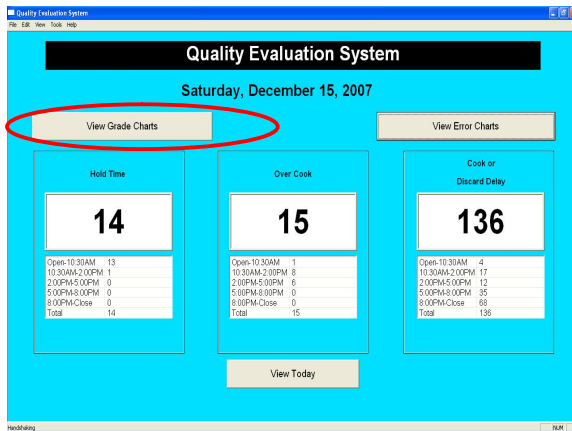 Quality Evaluation System
File Edit View Tools Help
Quality Evaluation System
Saturday, December 15, 2007
View Grade Charts
View Error Charts
Hold Time
14
Open-10:30AM 13
10:30AM-2:00PM 1
2:00PM-5:00PM 0
5:00PM-8:00PM 0
8:00PM-Close 0
Total 14
Over Cook
15
Open-10:30AM 1
10:30AM-2:00PM 8
2:00PM-5:00PM 6
5:00PM-8:00PM 0
8:00PM-Close 0
Total 15
Cook or
Discard Delay
136
Open-10:30AM 4
10:30AM-2:00PM 17
2:00PM-5:00PM 12
5:00PM-8:00PM 35
8:00PM-Close 68
Total 136
View Today
Handshaking
NUM